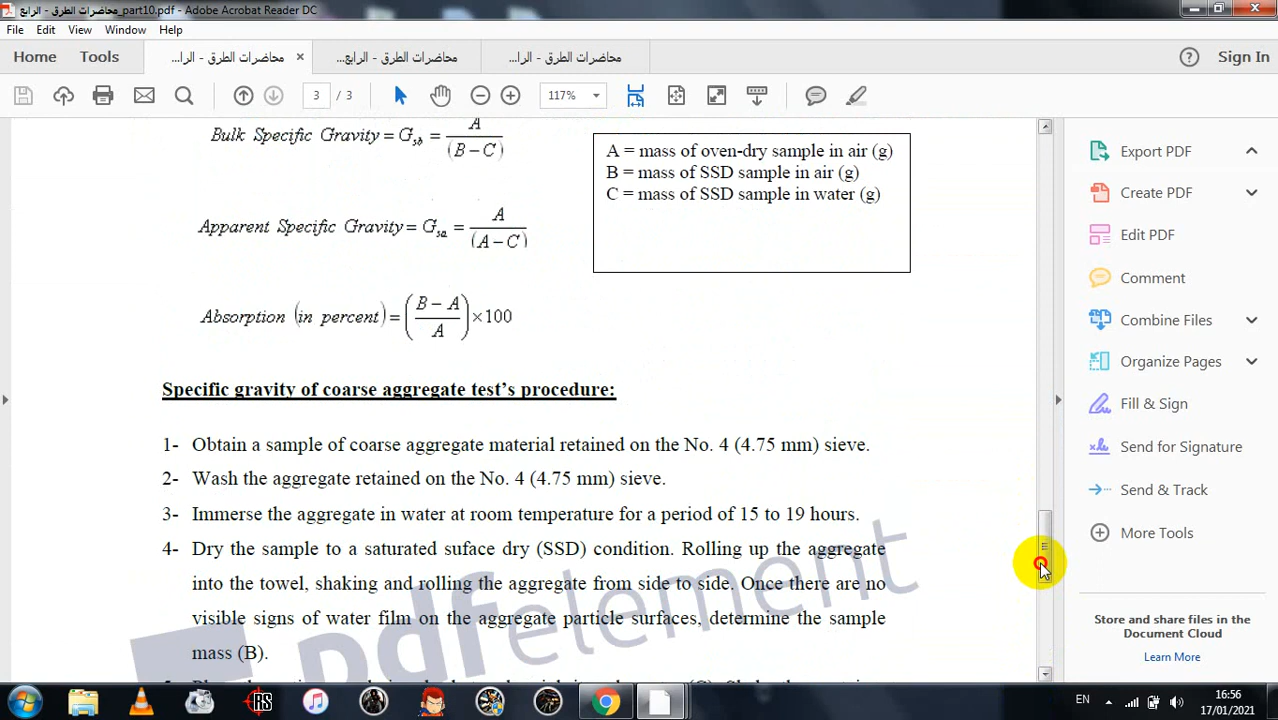 محاضرات الطرق - الرابع_part10.pdf - Adobe Acrobat Reader DC
File Edit View Window Help
Home Tools
محاضرات الطرق - الرا...
محاضرات الطرق - الرابع...
محاضرات الطرق - الرا...
Sign In
3 / 3
117%
Bulk Specific Gravity = Gsb = A / (B − C)
A = mass of oven-dry sample in air (g)
B = mass of SSD sample in air (g)
C = mass of SSD sample in water (g)
Apparent Specific Gravity = Gsa = A / (A − C)
Absorption (in percent) = ((B − A) / A) × 100
Specific gravity of coarse aggregate test's procedure:
1- Obtain a sample of coarse aggregate material retained on the No. 4 (4.75 mm) sieve.
2- Wash the aggregate retained on the No. 4 (4.75 mm) sieve.
3- Immerse the aggregate in water at room temperature for a period of 15 to 19 hours.
4- Dry the sample to a saturated suface dry (SSD) condition. Rolling up the aggregate
into the towel, shaking and rolling the aggregate from side to side. Once there are no
visible signs of water film on the aggregate particle surfaces, determine the sample
mass (B).
pdfelement
Export PDF
Create PDF
Edit PDF
Comment
Combine Files
Organize Pages
Fill & Sign
Send for Signature
Send & Track
More Tools
Store and share files in the
Document Cloud
Learn More
EN
16:56
17/01/2021